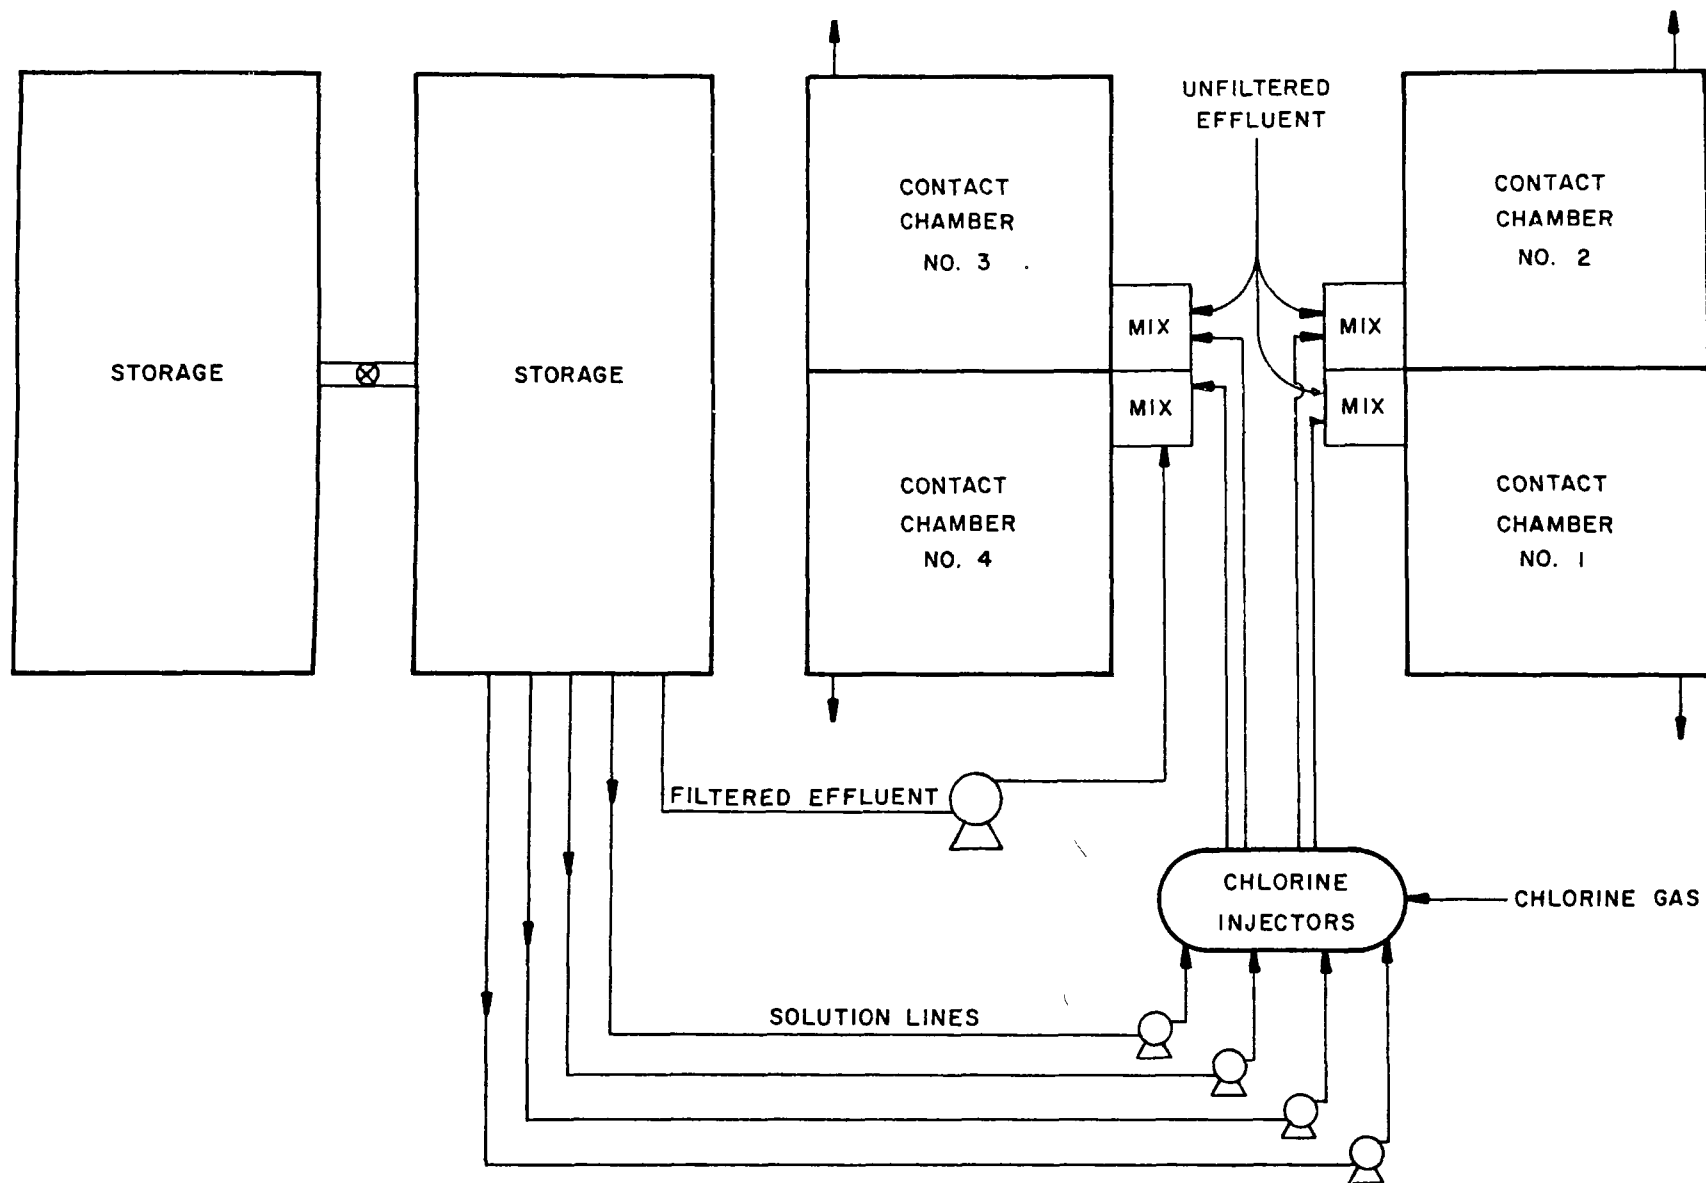 STORAGE
STORAGE
CONTACT
CHAMBER
NO. 3
CONTACT
CHAMBER
NO. 4
UNFILTERED
EFFLUENT
MIX
MIX
MIX
MIX
CONTACT
CHAMBER
NO. 2
CONTACT
CHAMBER
NO. 1
FILTERED EFFLUENT
CHLORINE
INJECTORS
CHLORINE GAS
SOLUTION LINES